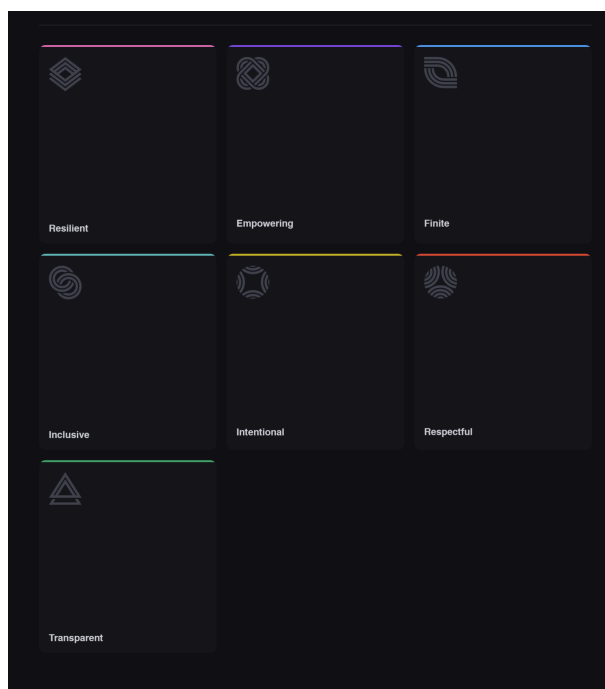 Resilient
Empowering
Finite
Inclusive
Intentional
Respectful
Transparent